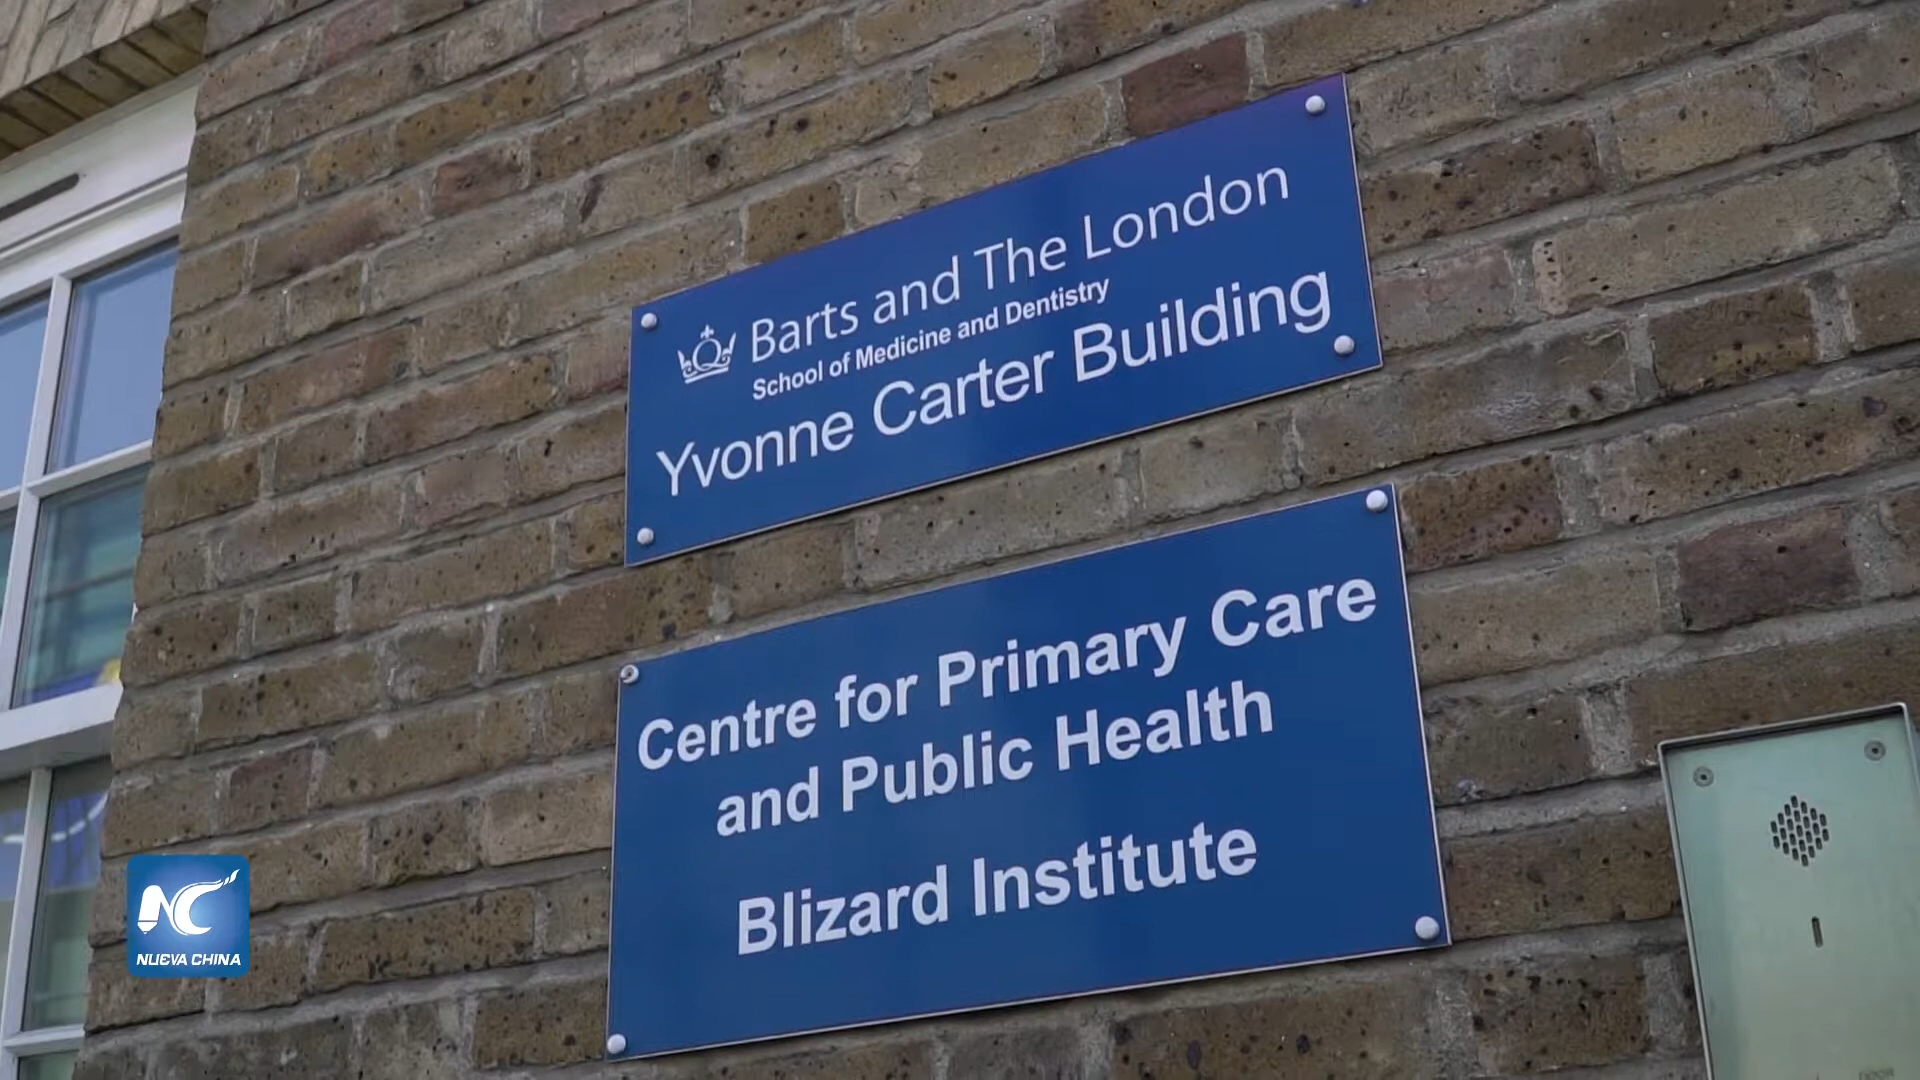 Barts and The London
School of Medicine and Dentistry
Yvonne Carter Building
Centre for Primary Care
and Public Health
Blizard Institute
NC
NUEVA CHINA